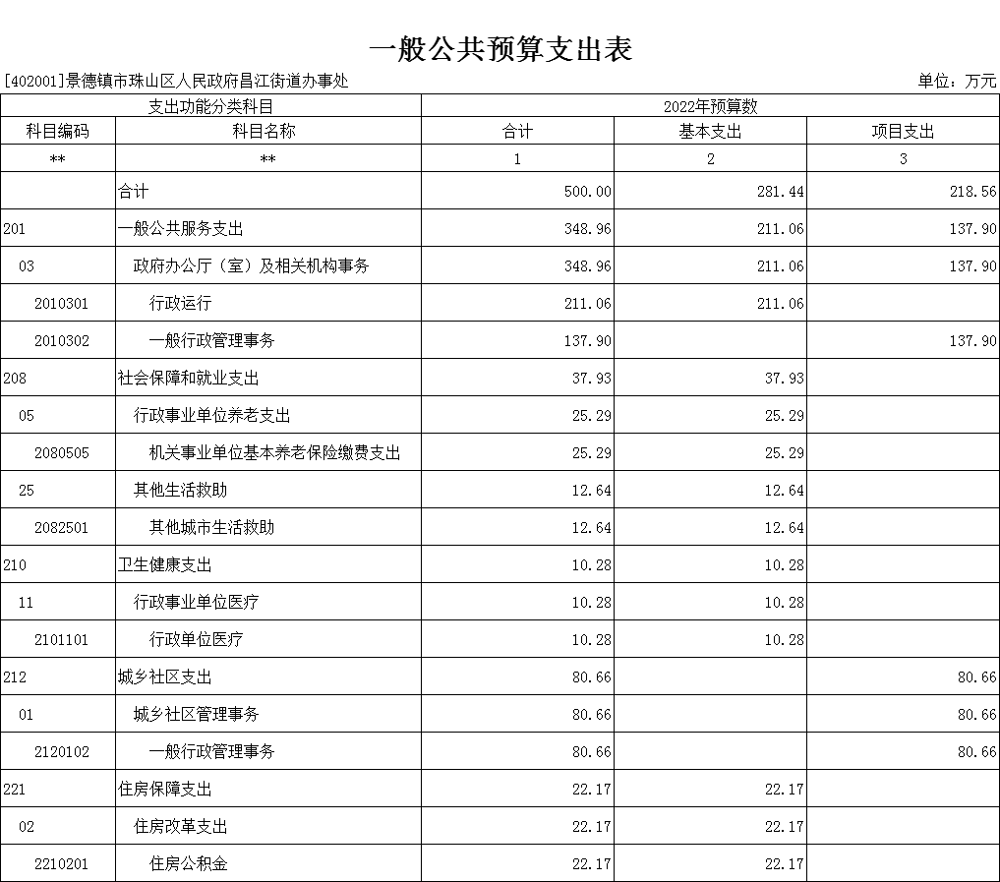 一般公共预算支出表
[402001]景德镇市珠山区人民政府昌江街道办事处 单位：万元
支出功能分类科目 2022年预算数
科目编码 科目名称 合计 基本支出 项目支出
** ** 1 2 3
合计 500.00 281.44 218.56
201 一般公共服务支出 348.96 211.06 137.90
03 政府办公厅（室）及相关机构事务 348.96 211.06 137.90
2010301 行政运行 211.06 211.06
2010302 一般行政管理事务 137.90 137.90
208 社会保障和就业支出 37.93 37.93
05 行政事业单位养老支出 25.29 25.29
2080505 机关事业单位基本养老保险缴费支出 25.29 25.29
25 其他生活救助 12.64 12.64
2082501 其他城市生活救助 12.64 12.64
210 卫生健康支出 10.28 10.28
11 行政事业单位医疗 10.28 10.28
2101101 行政单位医疗 10.28 10.28
212 城乡社区支出 80.66 80.66
01 城乡社区管理事务 80.66 80.66
2120102 一般行政管理事务 80.66 80.66
221 住房保障支出 22.17 22.17
02 住房改革支出 22.17 22.17
2210201 住房公积金 22.17 22.17